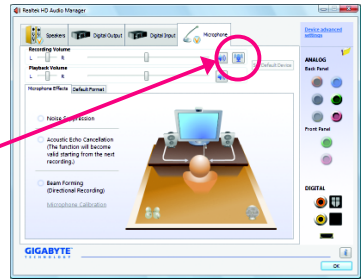 Realtek HD Audio Manager
Speakers
Digital Output
Digital Input
Microphone
Device advanced settings
Recording Volume
L
R
Default Device
Playback Volume
L
R
Microphone Effects
Default Format
Noise Suppression
Acoustic Echo Cancellation
(The function will become
valid starting from the next
recording.)
Beam Forming
(Directional Recording)
Microphone Calibration
ANALOG
Back Panel
Front Panel
DIGITAL
GIGABYTE
TECHNOLOGY
OK